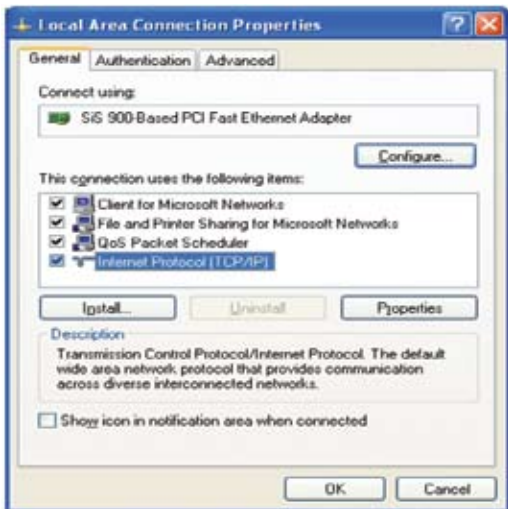 Local Area Connection Properties
General Authentication Advanced
Connect using:
SiS 900-Based PCI Fast Ethernet Adapter
Configure...
This connection uses the following items:
Client for Microsoft Networks
File and Printer Sharing for Microsoft Networks
QoS Packet Scheduler
Internet Protocol (TCP/IP)
Install... Uninstall Properties
Description
Transmission Control Protocol/Internet Protocol. The default
wide area network protocol that provides communication
across diverse interconnected networks.
Show icon in notification area when connected
OK Cancel